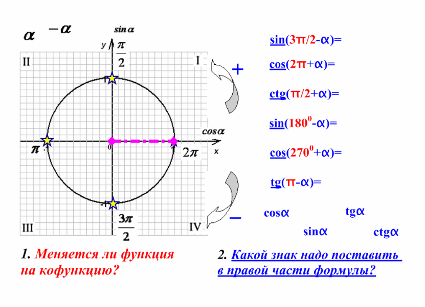 α −α
sinα
y π/2
II I
+
π 0 2π
cosα
x
3π/2
III IV
−
sin(3π/2-α)=
cos(2π+α)=
ctg(π/2+α)=
sin(180⁰-α)=
cos(270⁰+α)=
tg(π-α)=
cosα tgα
sinα ctgα
1. Меняется ли функция
на кофункцию?
2. Какой знак надо поставить
в правой части формулы?